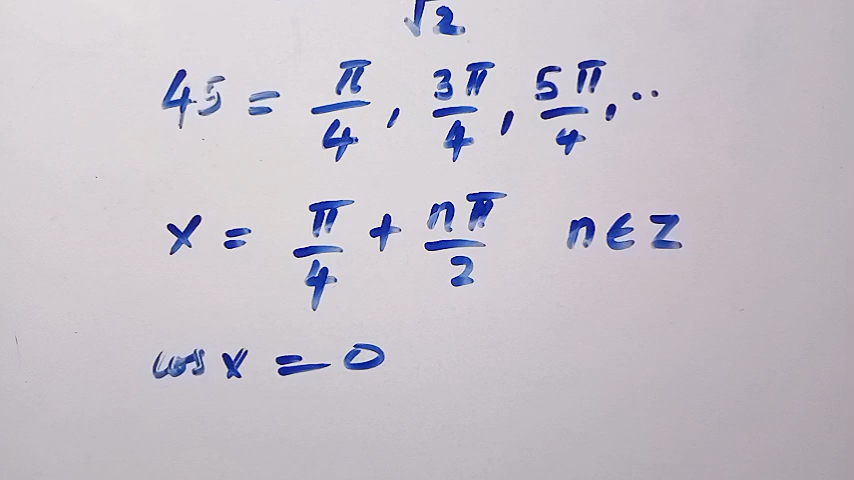 √2
45 = π/4, 3π/4, 5π/4, ..
x = π/4 + nπ/2 n∈Z
cos x = 0